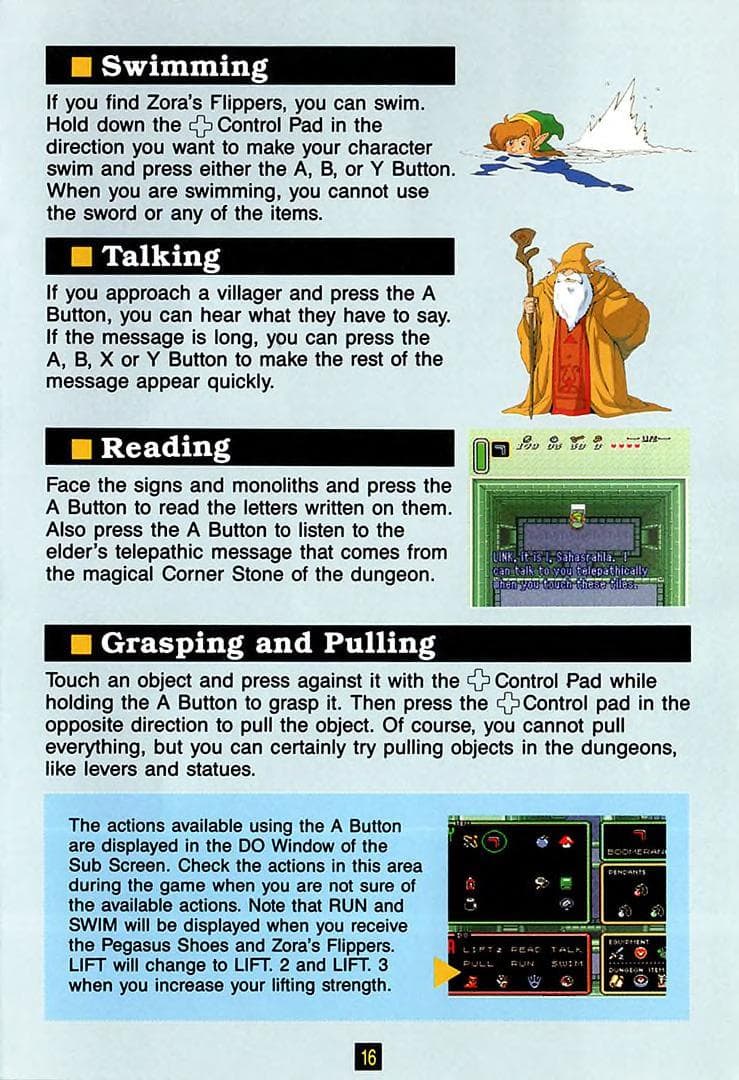 Swimming
If you find Zora's Flippers, you can swim.
Hold down the Control Pad in the
direction you want to make your character
swim and press either the A, B, or Y Button.
When you are swimming, you cannot use
the sword or any of the items.
Talking
If you approach a villager and press the A
Button, you can hear what they have to say.
If the message is long, you can press the
A, B, X or Y Button to make the rest of the
message appear quickly.
Reading
Face the signs and monoliths and press the
A Button to read the letters written on them.
Also press the A Button to listen to the
elder's telepathic message that comes from
the magical Corner Stone of the dungeon.
LINK, it is I, Sahasrahla. I
can talk to you telepathically
when you touch these tiles.
Grasping and Pulling
Touch an object and press against it with the Control Pad while
holding the A Button to grasp it. Then press the Control pad in the
opposite direction to pull the object. Of course, you cannot pull
everything, but you can certainly try pulling objects in the dungeons,
like levers and statues.
The actions available using the A Button
are displayed in the DO Window of the
Sub Screen. Check the actions in this area
during the game when you are not sure of
the available actions. Note that RUN and
SWIM will be displayed when you receive
the Pegasus Shoes and Zora's Flippers.
LIFT will change to LIFT. 2 and LIFT. 3
when you increase your lifting strength.
BOOMERAN
PENDANTS
LIFT2 READ TALK
PULL RUN SWIM
EQUIPMENT
DUNGEON ITEM
16